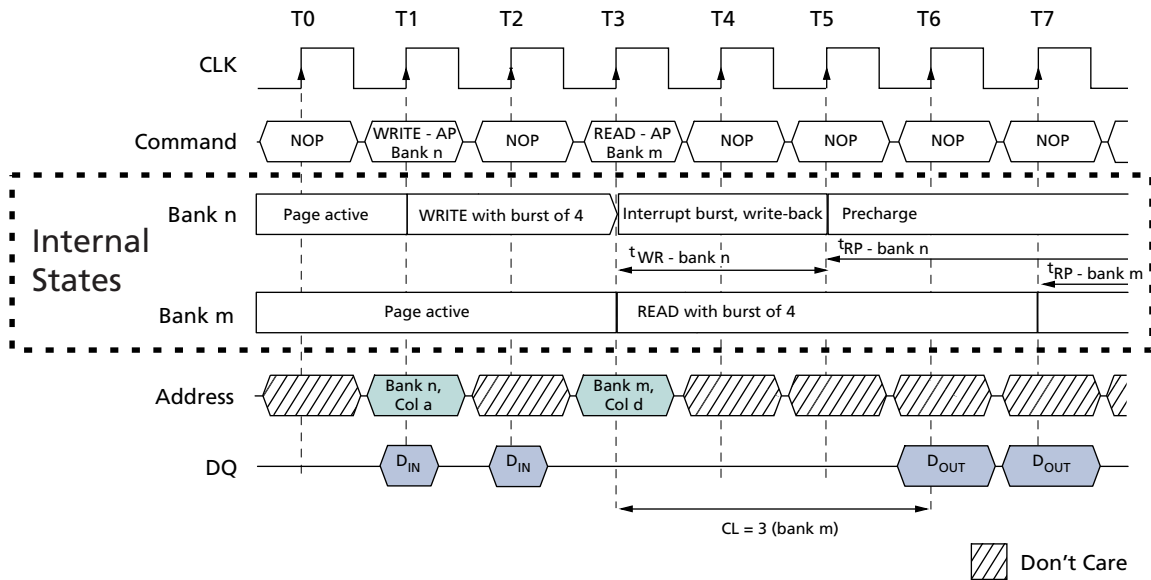 T0 T1 T2 T3 T4 T5 T6 T7
CLK
Command NOP WRITE - AP Bank n NOP READ - AP Bank m NOP NOP NOP NOP
Internal States
Bank n Page active WRITE with burst of 4 Interrupt burst, write-back Precharge
tWR - bank n tRP - bank n
tRP - bank m
Bank m Page active READ with burst of 4
Address Bank n, Col a Bank m, Col d
DQ DIN DIN DOUT DOUT
CL = 3 (bank m)
Don't Care